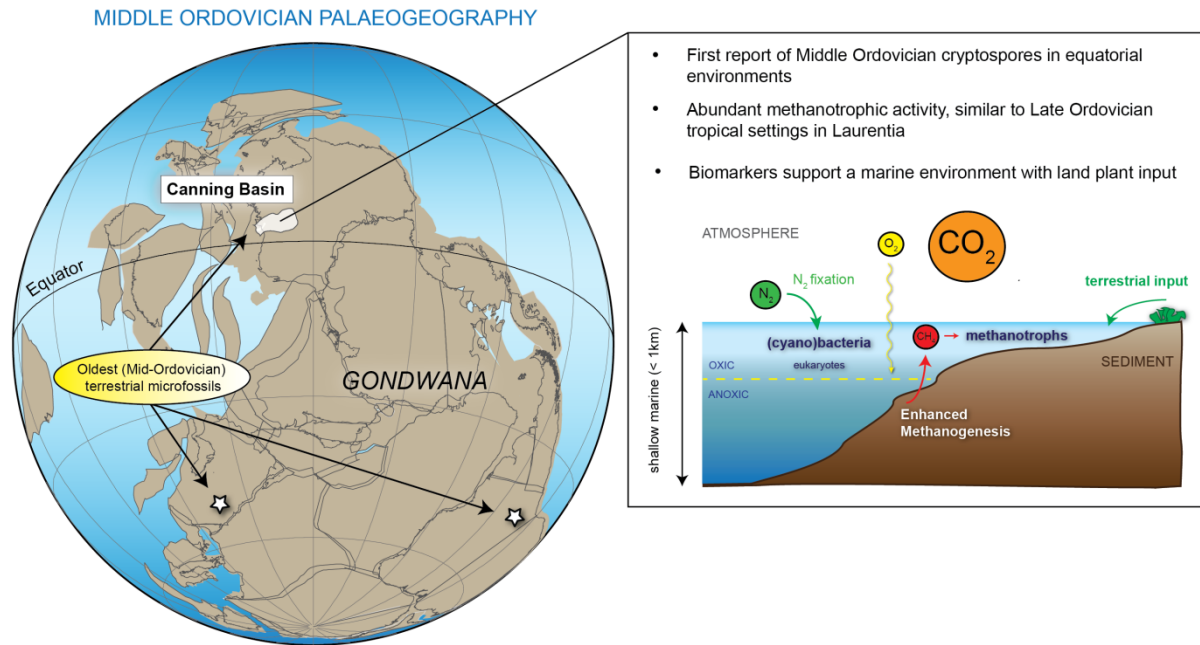 MIDDLE ORDOVICIAN PALAEOGEOGRAPHY
Canning Basin
Equator
Oldest (Mid-Ordovician)
terrestrial microfossils
GONDWANA
• First report of Middle Ordovician cryptospores in equatorial
environments
• Abundant methanotrophic activity, similar to Late Ordovician
tropical settings in Laurentia
• Biomarkers support a marine environment with land plant input
ATMOSPHERE
O₂
CO₂
N₂ fixation
N₂
terrestrial input
shallow marine (< 1km)
(cyano)bacteria
CH₄
methanotrophs
OXIC
eukaryotes
SEDIMENT
ANOXIC
Enhanced
Methanogenesis